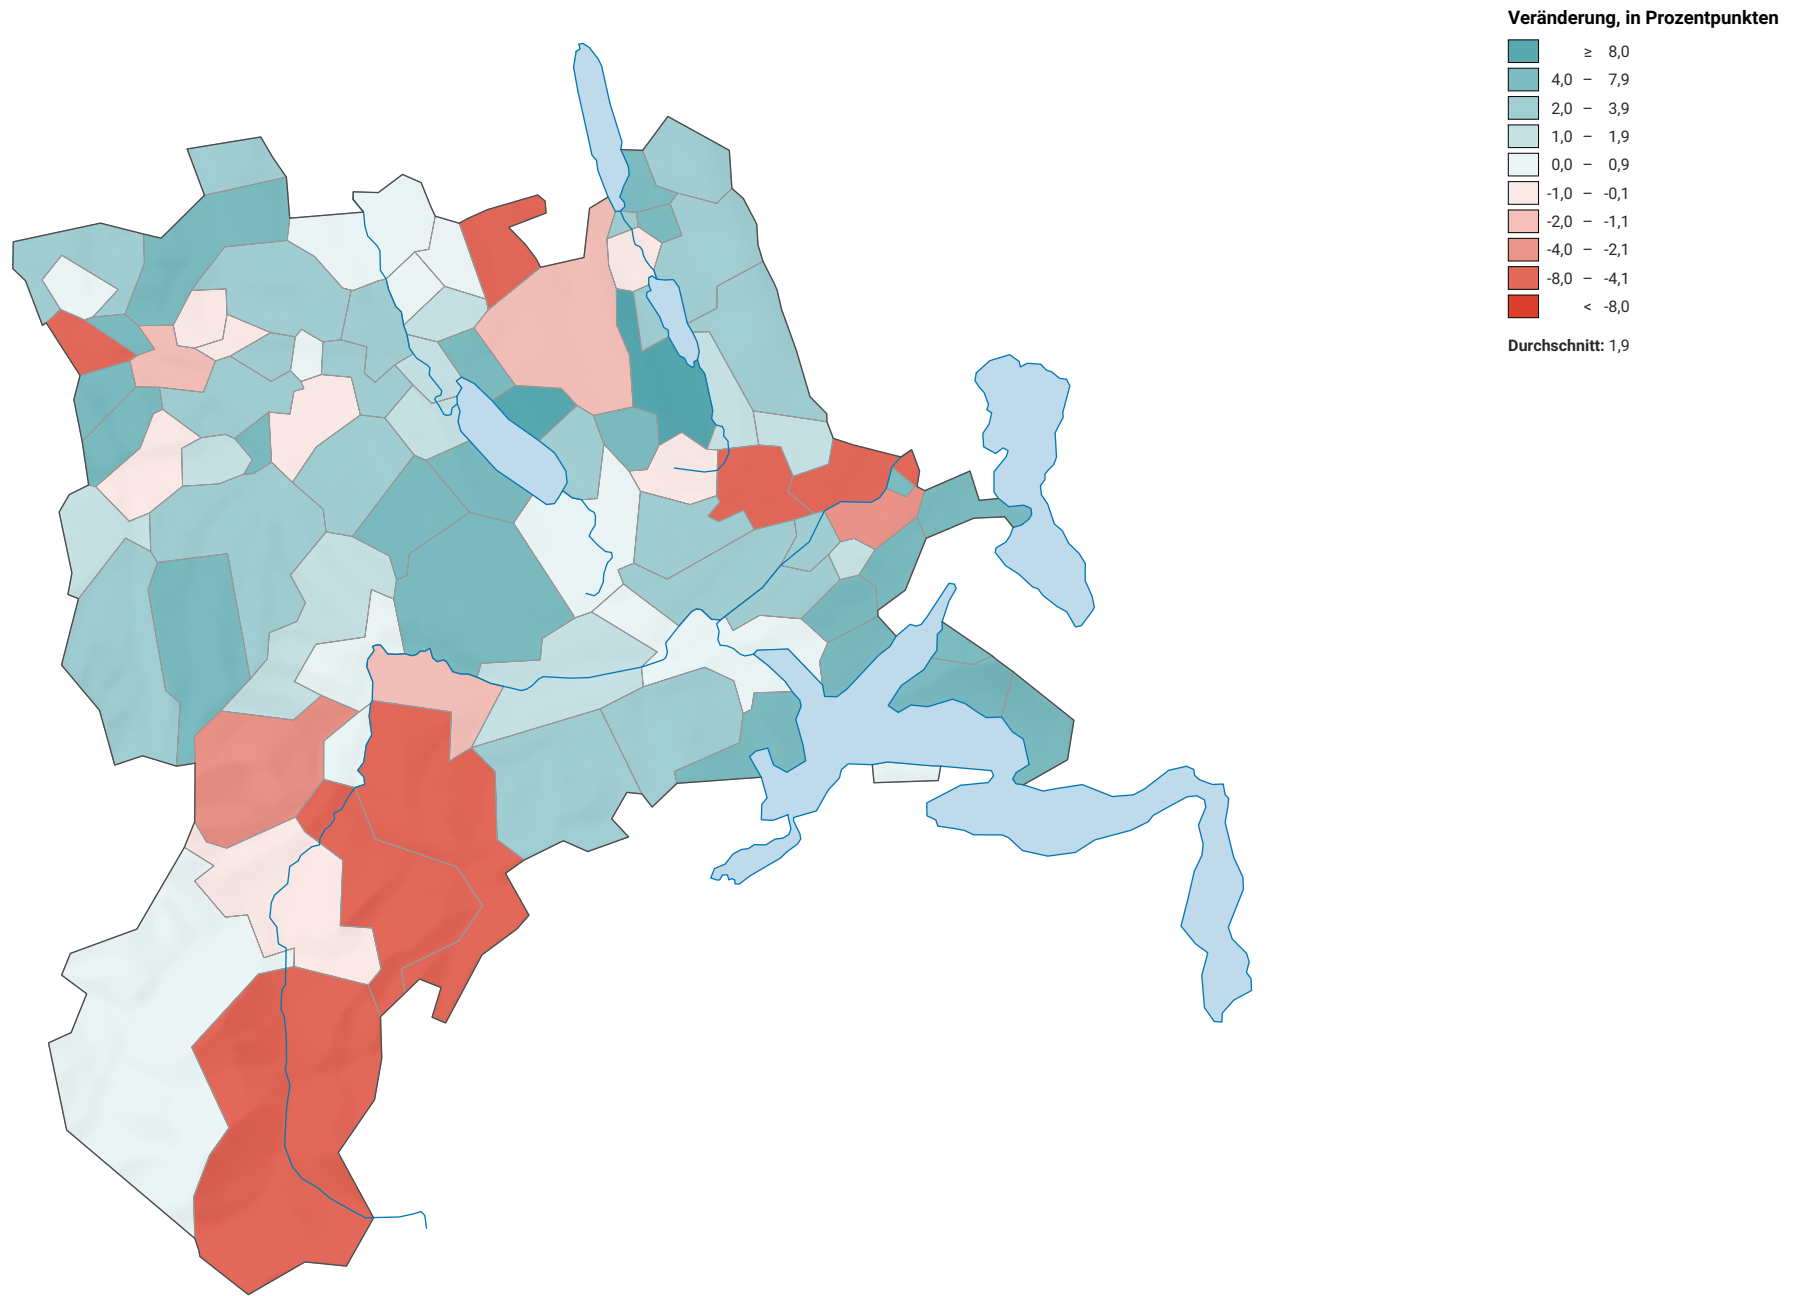 Veränderung, in Prozentpunkten
≥ 8,0
4,0 – 7,9
2,0 – 3,9
1,0 – 1,9
0,0 – 0,9
-1,0 – -0,1
-2,0 – -1,1
-4,0 – -2,1
-8,0 – -4,1
< -8,0
Durchschnitt: 1,9